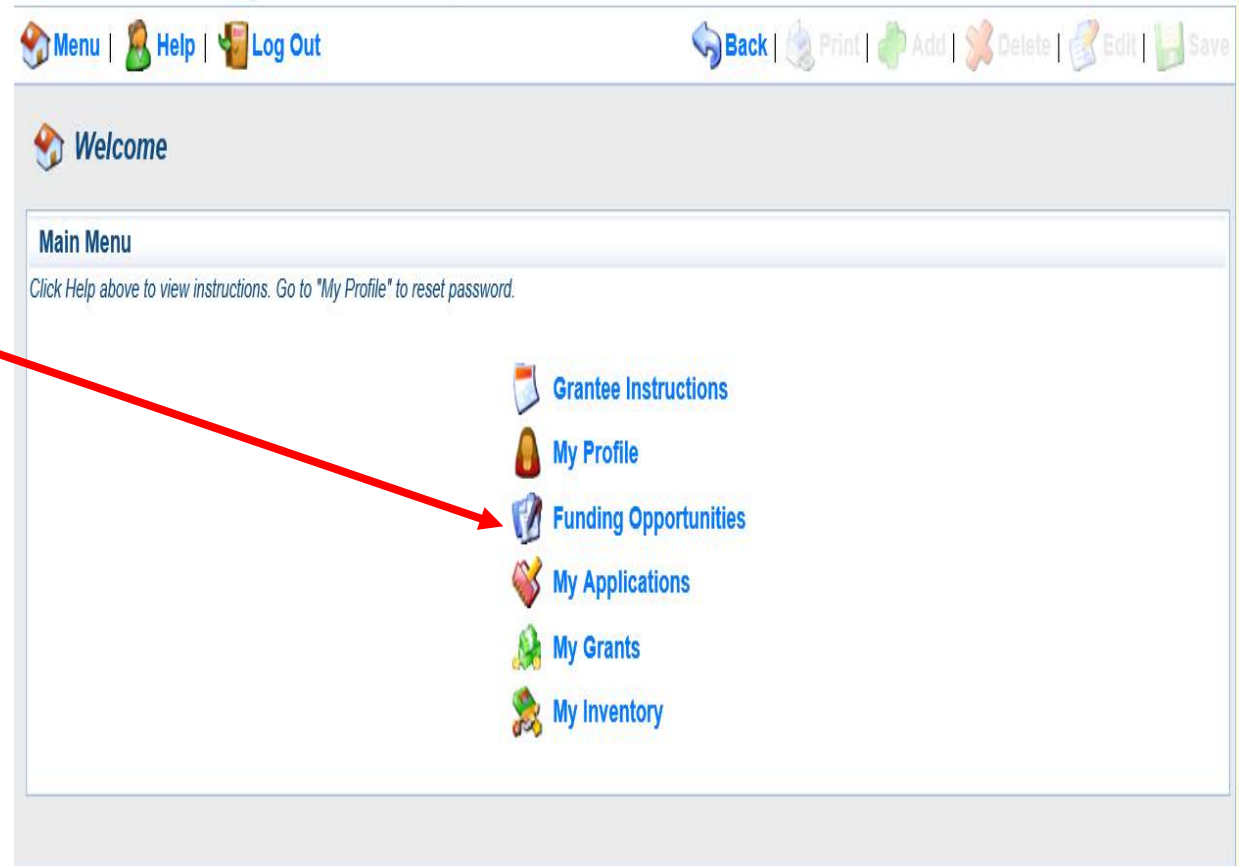 Menu | Help | Log Out Back | Print | Add | Delete | Edit | Save
Welcome
Main Menu
Click Help above to view instructions. Go to "My Profile" to reset password.
Grantee Instructions
My Profile
Funding Opportunities
My Applications
My Grants
My Inventory